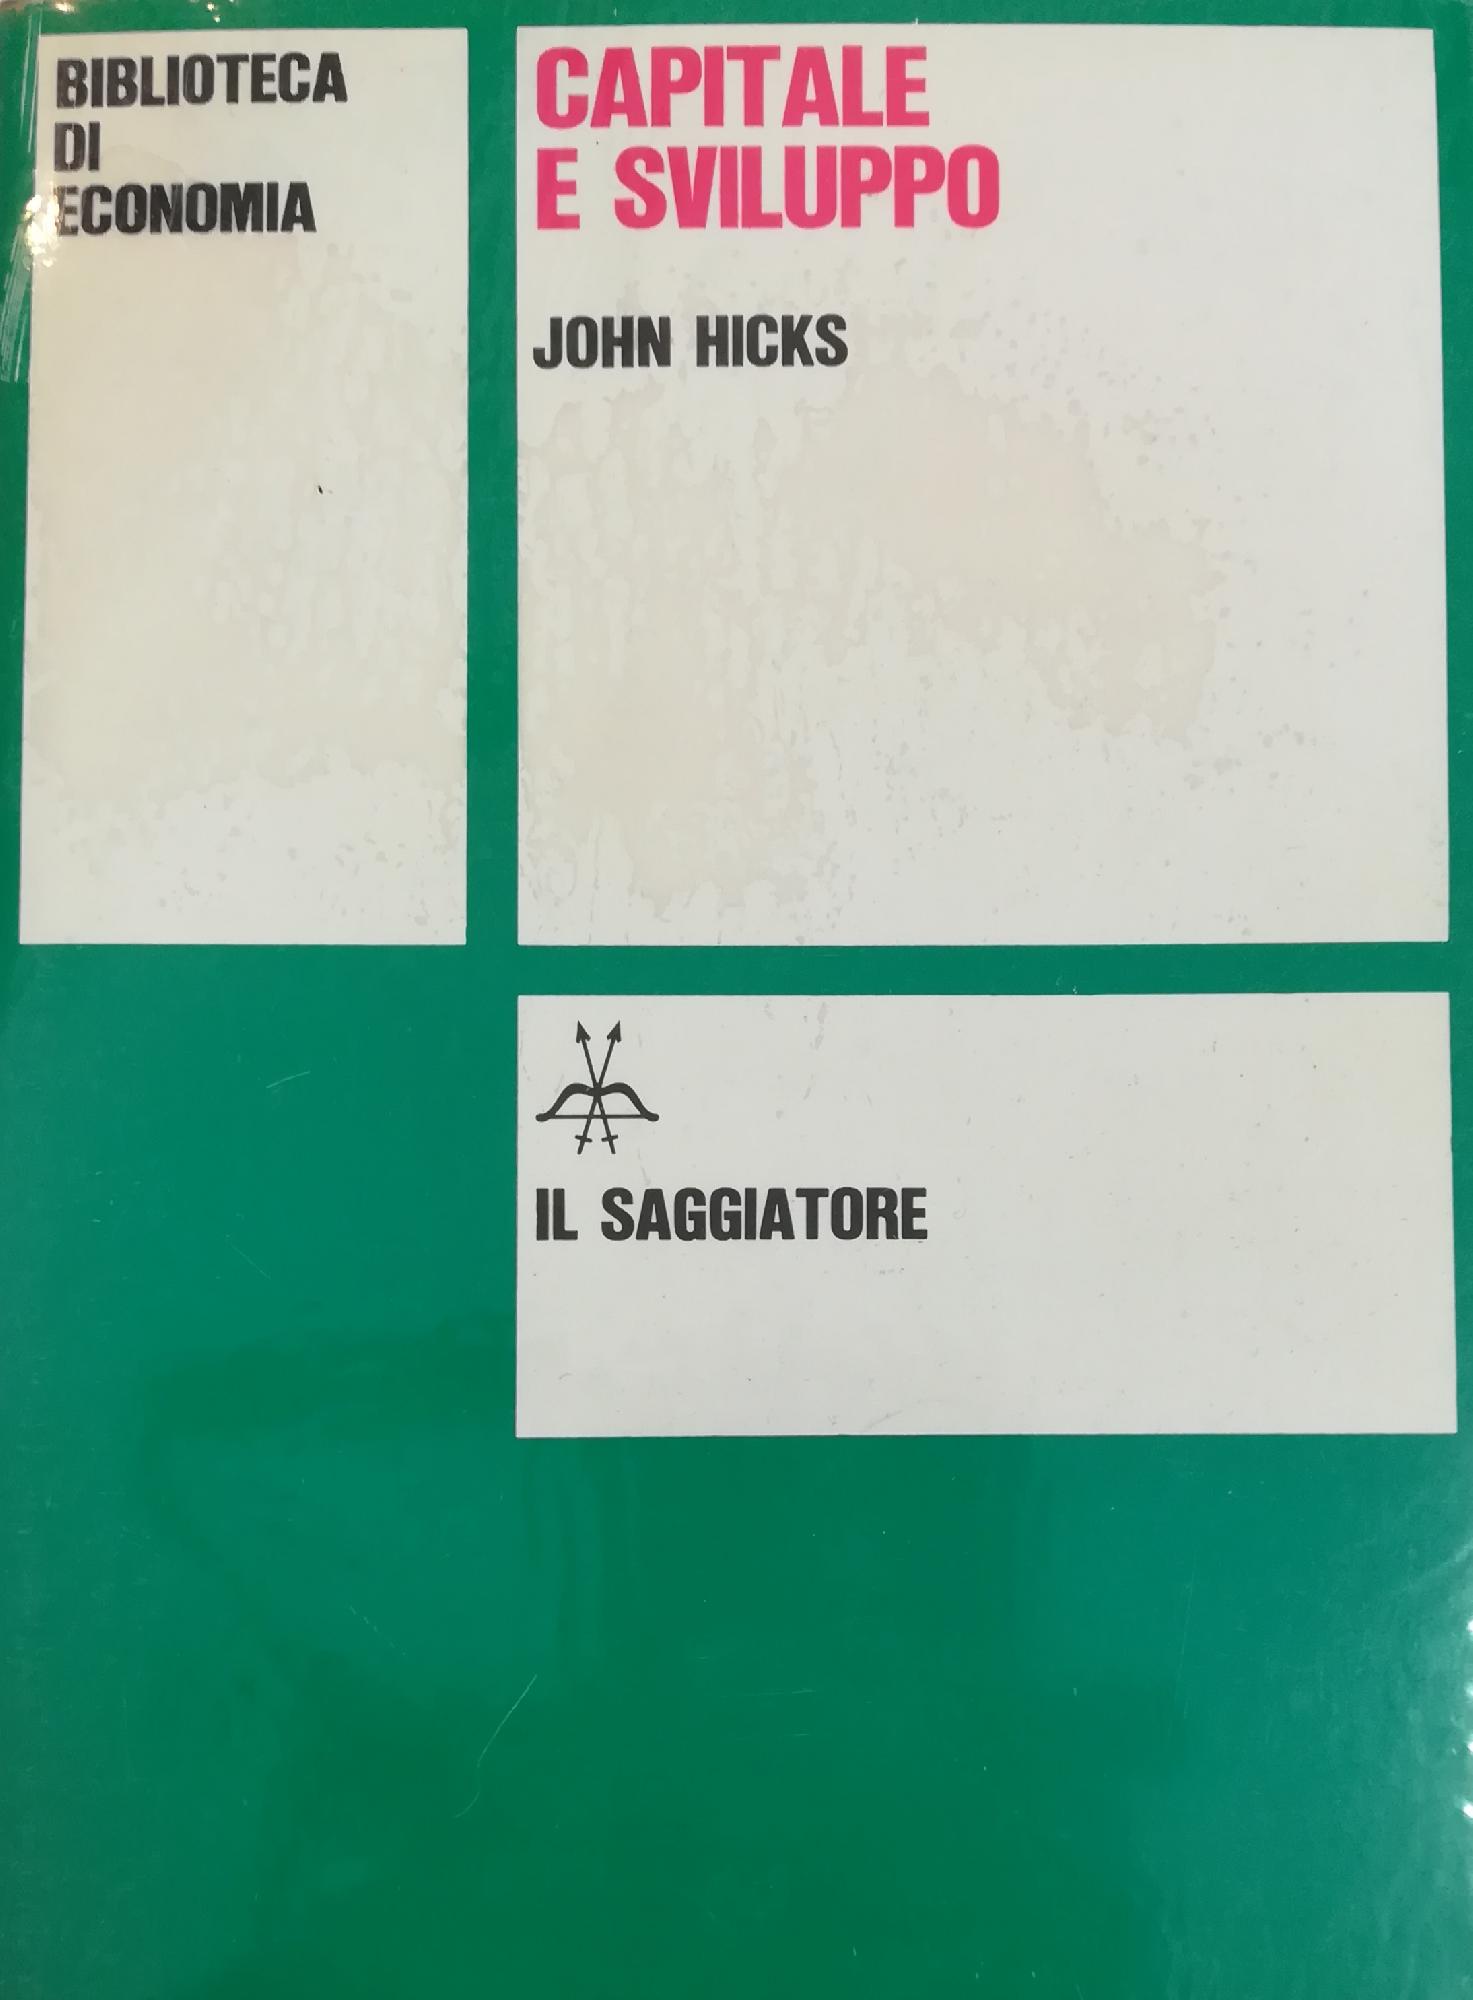 BIBLIOTECA
DI
ECONOMIA
CAPITALE
E SVILUPPO
JOHN HICKS
IL SAGGIATORE